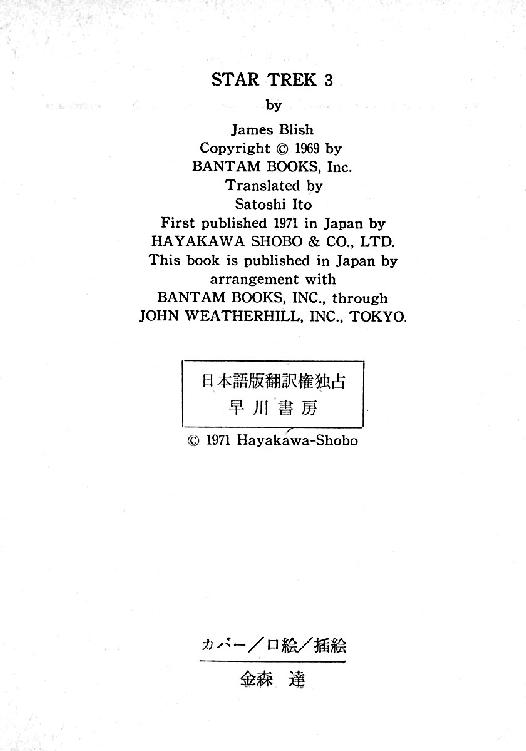 STAR TREK 3
by
James Blish
Copyright © 1969 by
BANTAM BOOKS, Inc.
Translated by
Satoshi Ito
First published 1971 in Japan by
HAYAKAWA SHOBO & CO., LTD.
This book is published in Japan by
arrangement with
BANTAM BOOKS, INC., through
JOHN WEATHERHILL, INC., TOKYO.
日本語版翻訳権独占
早川書房
© 1971 Hayakawa-Shobo
カバー／口絵／插絵
金森 達